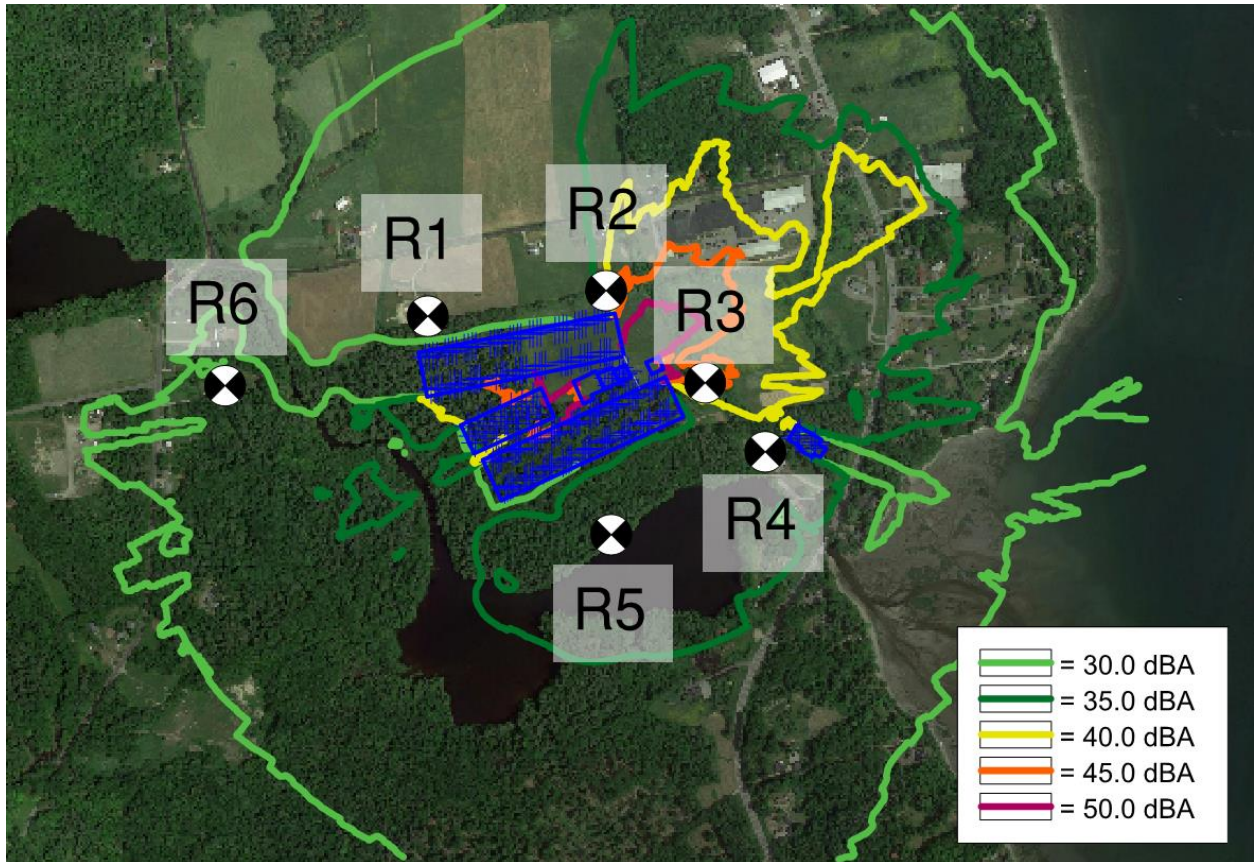 R2
R1
R6
R3
R4
R5
= 30.0 dBA
= 35.0 dBA
= 40.0 dBA
= 45.0 dBA
= 50.0 dBA